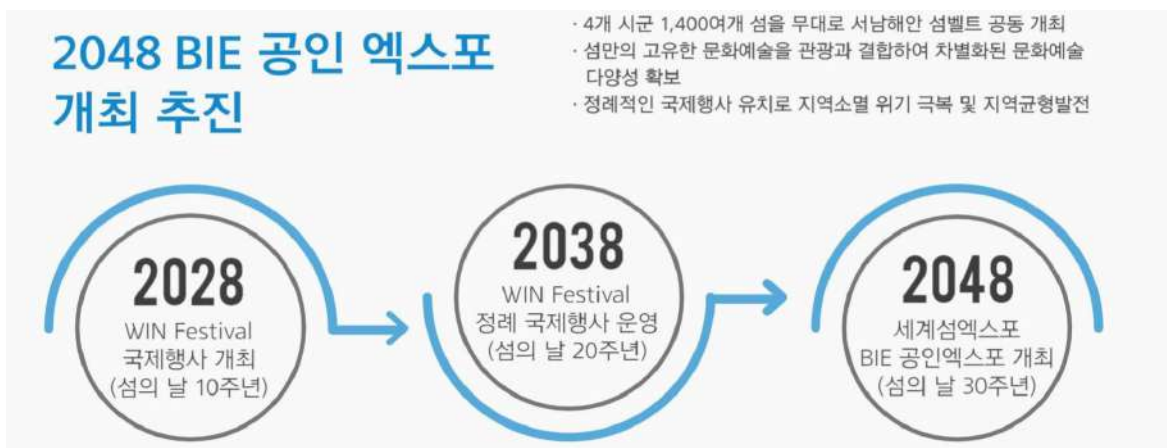 2048 BIE 공인 엑스포
개최 추진
· 4개 시군 1,400여개 섬을 무대로 서남해안 섬벨트 공동 개최
· 섬만의 고유한 문화예술을 관광과 결합하여 차별화된 문화예술
다양성 확보
· 정례적인 국제행사 유치로 지역소멸 위기 극복 및 지역균형발전
2028
WIN Festival
국제행사 개최
(섬의 날 10주년)
2038
WIN Festival
정례 국제행사 운영
(섬의 날 20주년)
2048
세계섬엑스포
BIE 공인엑스포 개최
(섬의 날 30주년)